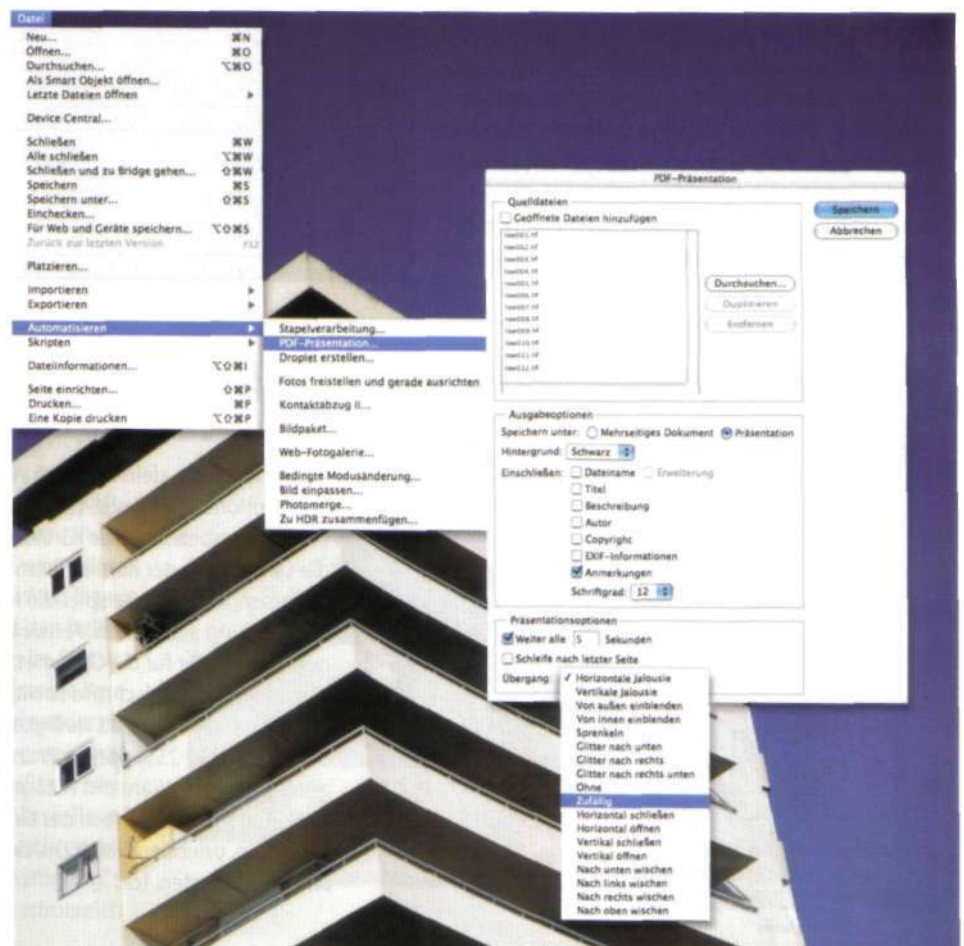 Datei
Neu... ⌘N
Öffnen... ⌘O
Durchsuchen... ⌥⌘O
Als Smart Objekt öffnen...
Letzte Dateien öffnen
Device Central...
Schließen ⌘W
Alle schließen ⌥⌘W
Schließen und zu Bridge gehen... ⇧⌘W
Speichern ⌘S
Speichern unter... ⇧⌘S
Einchecken...
Für Web und Geräte speichern... ⌥⇧⌘S
Zurück zur letzten Version F12
Platzieren...
Importieren
Exportieren
Automatisieren
Skripten
Dateiinformationen... ⌥⇧⌘I
Seite einrichten... ⇧⌘P
Drucken... ⌘P
Eine Kopie drucken ⌥⇧⌘P
Stapelverarbeitung...
PDF-Präsentation...
Droplet erstellen...
Fotos freistellen und gerade ausrichten
Kontaktabzug II...
Bildpaket...
Web-Fotogalerie...
Bedingte Modusänderung...
Bild einpassen...
Photomerge...
Zu HDR zusammenfügen...
PDF-Präsentation
Quelldateien
Geöffnete Dateien hinzufügen
Durchsuchen...
Duplizieren
Entfernen
Speichern
Abbrechen
Ausgabeoptionen
Speichern unter: Mehrseitiges Dokument Präsentation
Hintergrund: Schwarz
Einschließen: Dateiname Erweiterung
Titel
Beschreibung
Autor
Copyright
EXIF-Informationen
Anmerkungen
Schriftgrad: 12
Präsentationsoptionen
Weiter alle 5 Sekunden
Schleife nach letzter Seite
Übergang: ✓ Horizontale Jalousie
Vertikale Jalousie
Von außen einblenden
Von innen einblenden
Sprenkeln
Glitter nach unten
Glitter nach rechts
Glitter nach rechts unten
Ohne
Zufällig
Horizontal schließen
Horizontal öffnen
Vertikal schließen
Vertikal öffnen
Nach unten wischen
Nach links wischen
Nach rechts wischen
Nach oben wischen